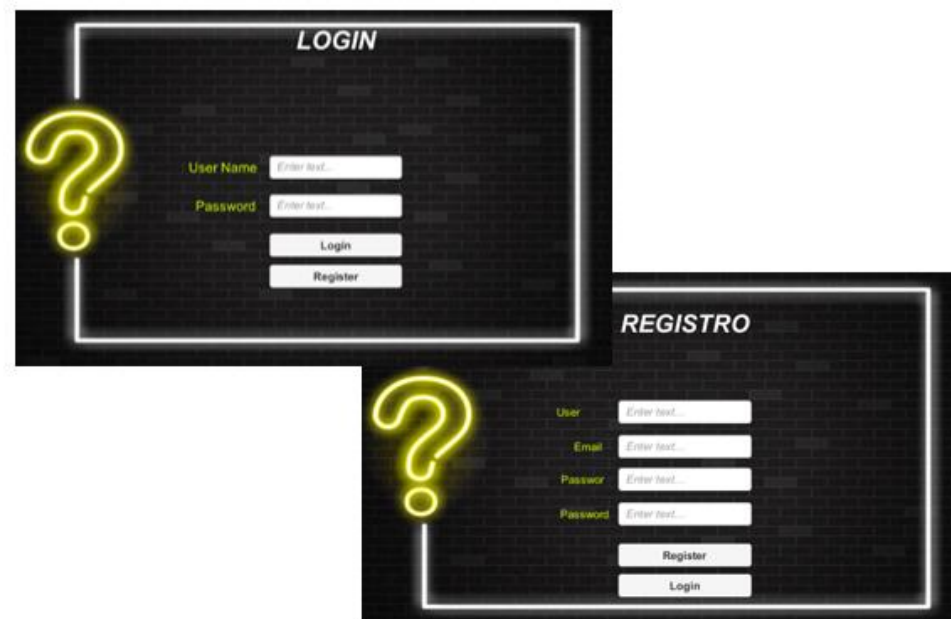 LOGIN
User Name Enter text...
Password Enter text...
Login
Register
REGISTRO
User Enter text...
Email Enter text...
Passwor Enter text...
Password Enter text...
Register
Login